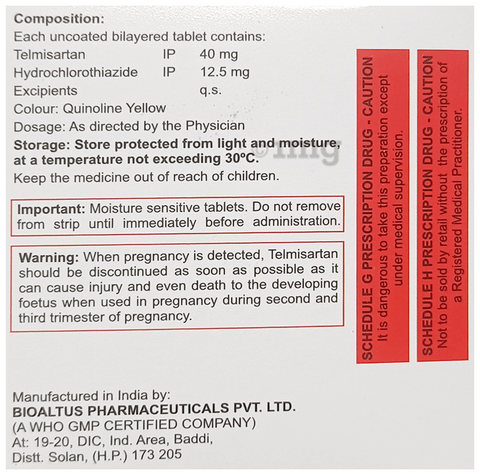 Composition:
Each uncoated bilayered tablet contains:
Telmisartan IP 40 mg
Hydrochlorothiazide IP 12.5 mg
Excipients q.s.
Colour: Quinoline Yellow
Dosage: As directed by the Physician
Storage: Store protected from light and moisture,
at a temperature not exceeding 30ºC.
Keep the medicine out of reach of children.
Important: Moisture sensitive tablets. Do not remove
from strip until immediately before administration.
Warning: When pregnancy is detected, Telmisartan
should be discontinued as soon as possible as it
can cause injury and even death to the developing
foetus when used in pregnancy during second and
third trimester of pregnancy.
Manufactured in India by:
BIOALTUS PHARMACEUTICALS PVT. LTD.
(A WHO GMP CERTIFIED COMPANY)
At: 19-20, DIC, Ind. Area, Baddi,
Distt. Solan, (H.P.) 173 205
SCHEDULE G PRESCRIPTION DRUG - CAUTION
It is dangerous to take this preparation except
under medical supervision.
SCHEDULE H PRESCRIPTION DRUG - CAUTION
Not to be sold by retail without the prescription of
a Registered Medical Practitioner.